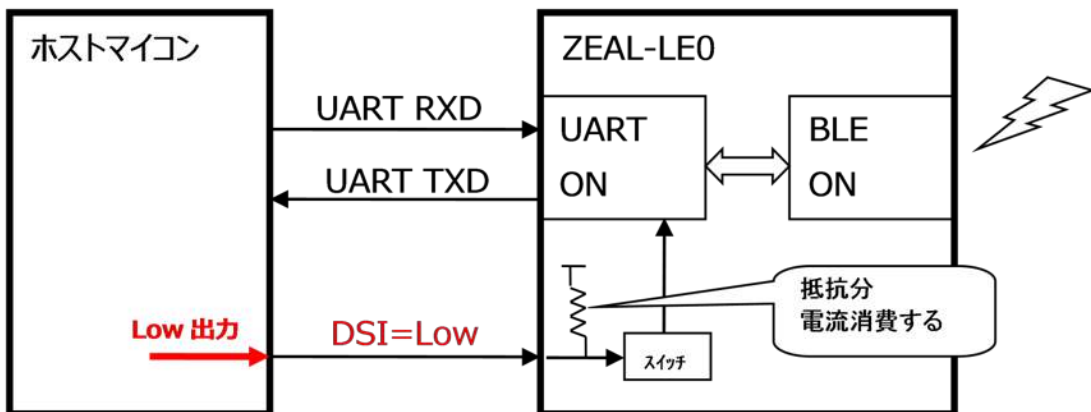 ホストマイコン
UART RXD
UART TXD
Low 出力
DSI=Low
ZEAL-LE0
UART
ON
BLE
ON
スイッチ
抵抗分
電流消費する